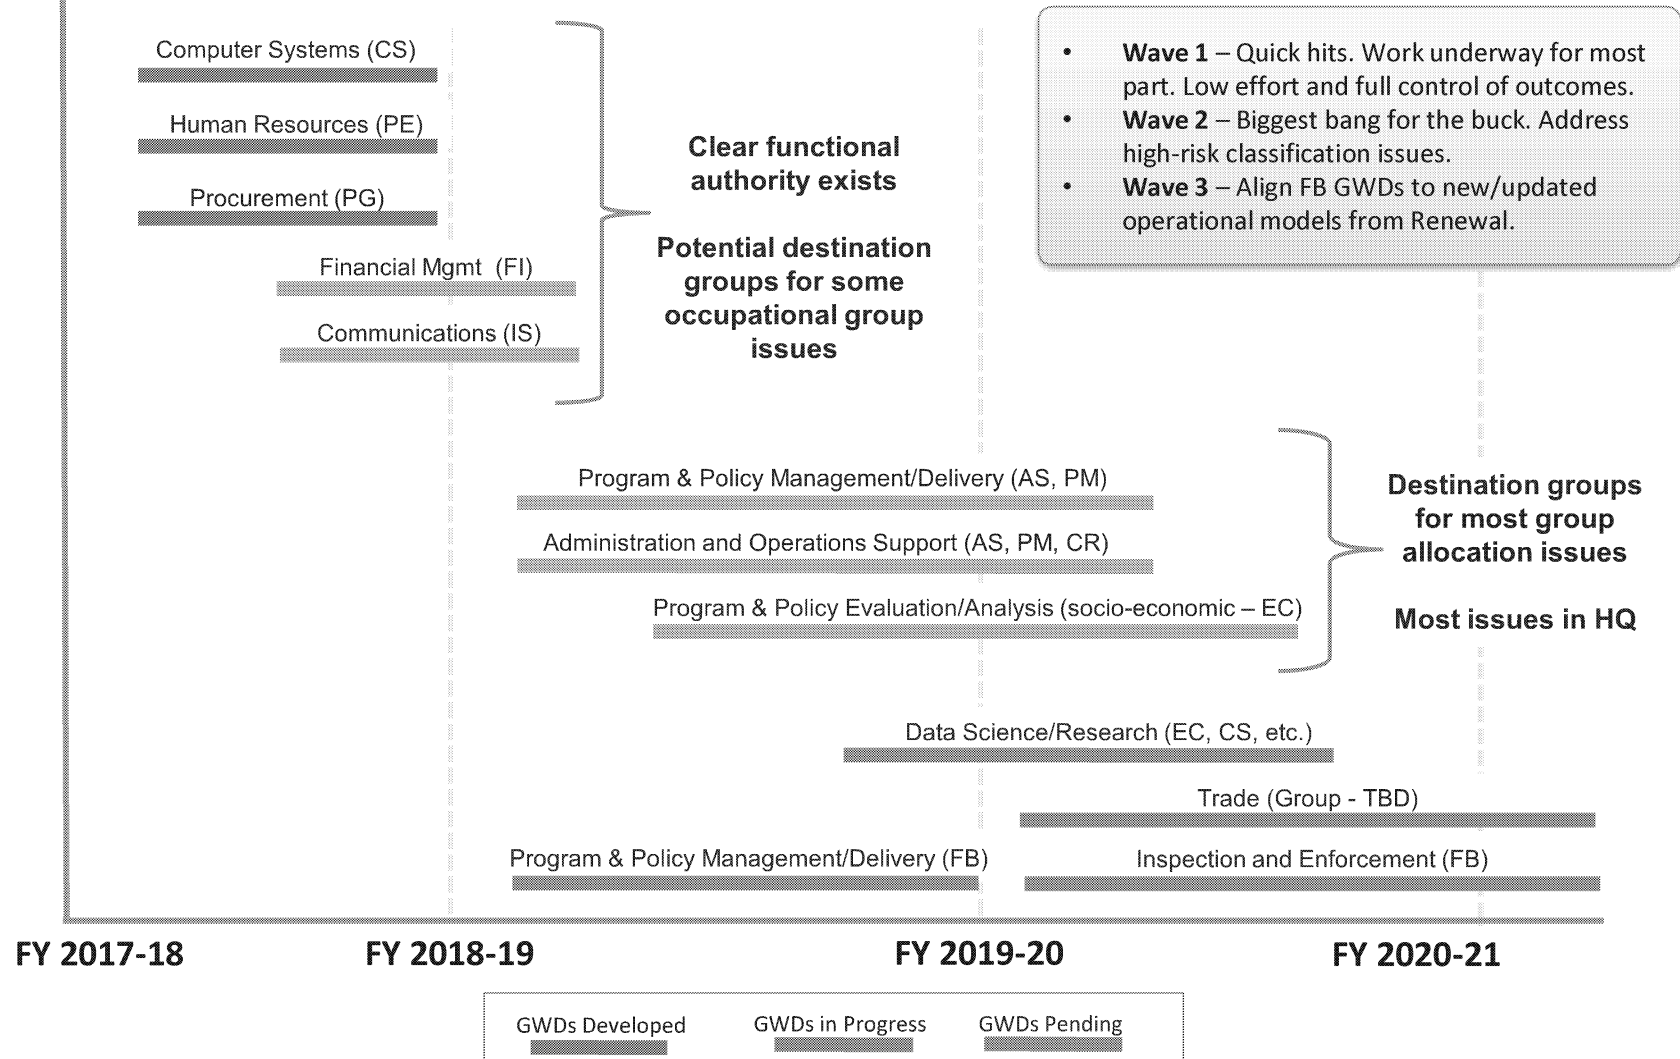 Computer Systems (CS)
Human Resources (PE)
Procurement (PG)
Financial Mgmt (FI)
Communications (IS)
Clear functional
authority exists
Potential destination
groups for some
occupational group
issues
• Wave 1 – Quick hits. Work underway for most
part. Low effort and full control of outcomes.
• Wave 2 – Biggest bang for the buck. Address
high-risk classification issues.
• Wave 3 – Align FB GWDs to new/updated
operational models from Renewal.
Program & Policy Management/Delivery (AS, PM)
Administration and Operations Support (AS, PM, CR)
Program & Policy Evaluation/Analysis (socio-economic – EC)
Destination groups
for most group
allocation issues
Most issues in HQ
Data Science/Research (EC, CS, etc.)
Trade (Group - TBD)
Program & Policy Management/Delivery (FB)
Inspection and Enforcement (FB)
FY 2017-18
FY 2018-19
FY 2019-20
FY 2020-21
GWDs Developed
GWDs in Progress
GWDs Pending